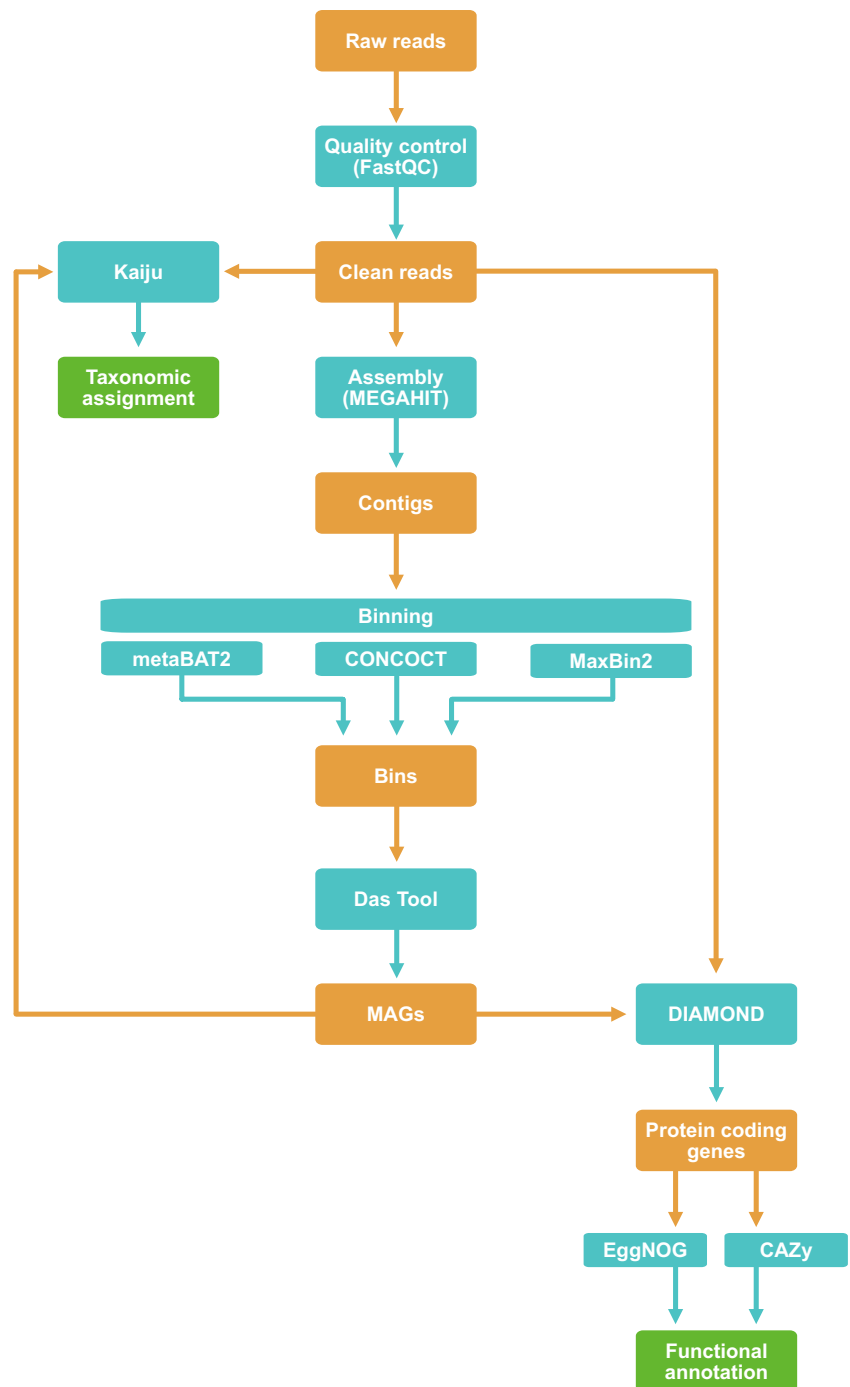 Raw reads
Quality control
(FastQC)
Kaiju
Clean reads
Taxonomic
assignment
Assembly
(MEGAHIT)
Contigs
Binning
metaBAT2
CONCOCT
MaxBin2
Bins
Das Tool
MAGs
DIAMOND
Protein coding
genes
EggNOG
CAZy
Functional
annotation